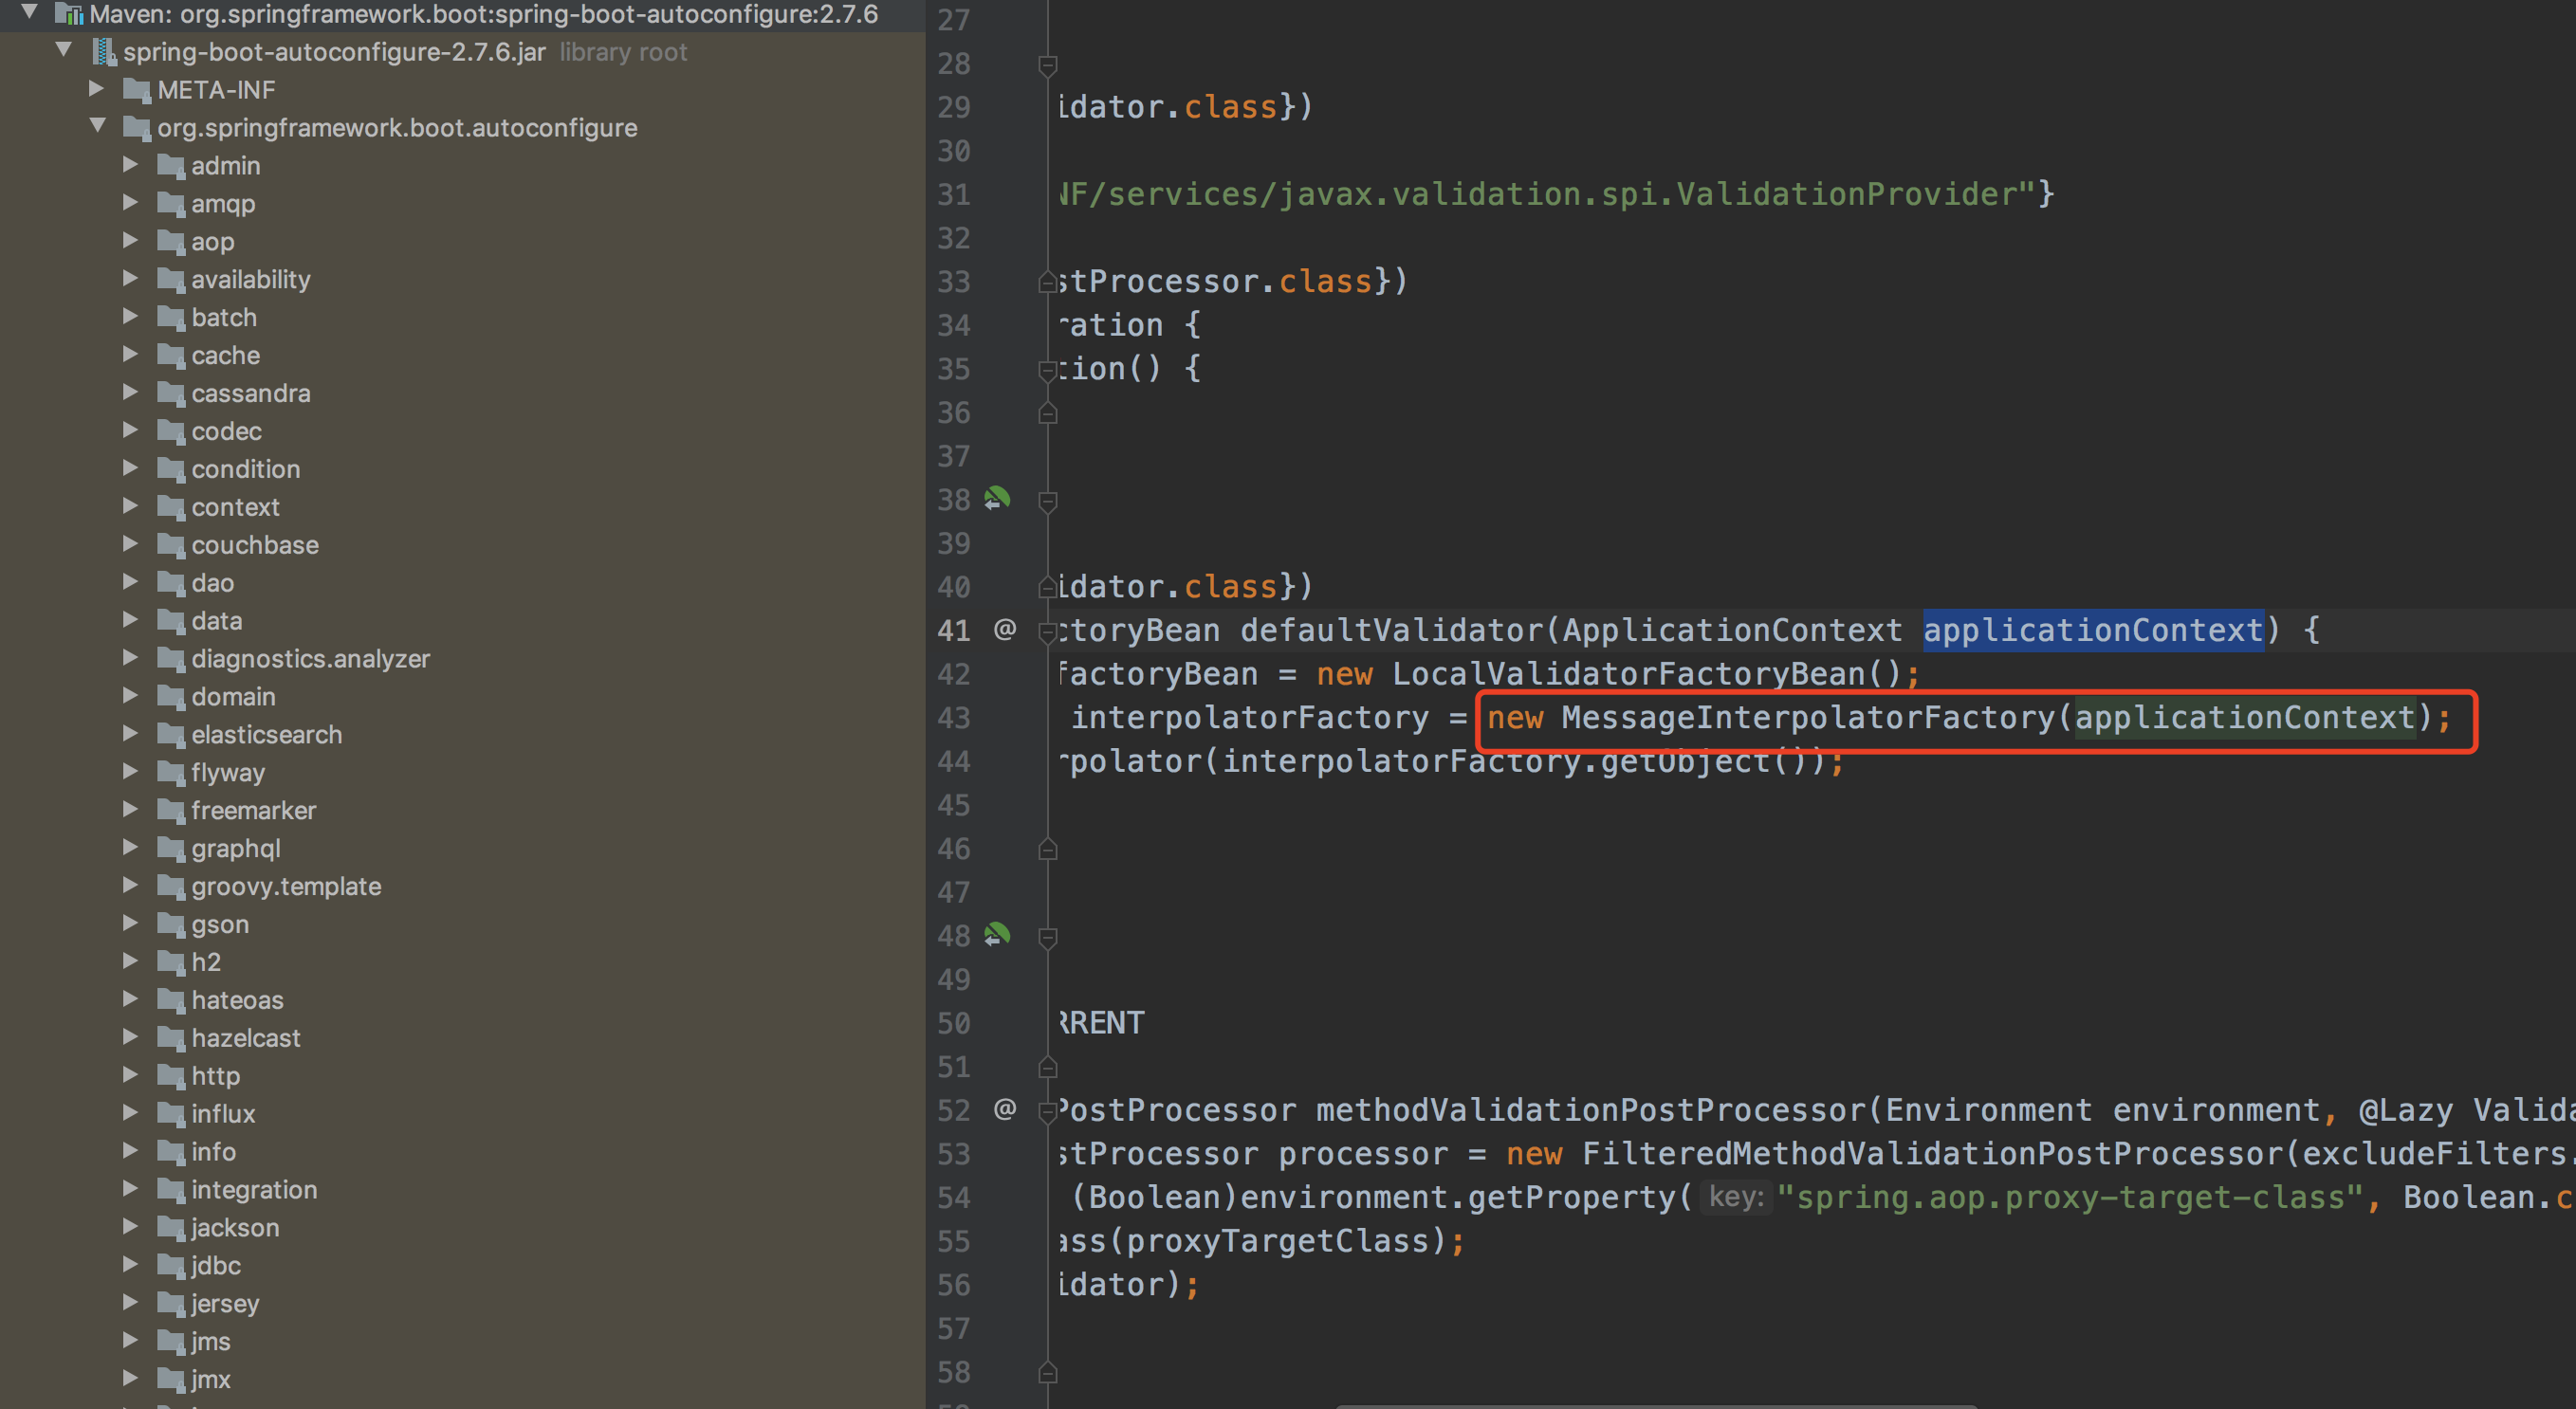 Maven: org.springframework.boot:spring-boot-autoconfigure:2.7.6
spring-boot-autoconfigure-2.7.6.jar library root
META-INF
org.springframework.boot.autoconfigure
admin
amqp
aop
availability
batch
cache
cassandra
codec
condition
context
couchbase
dao
data
diagnostics.analyzer
domain
elasticsearch
flyway
freemarker
graphql
groovy.template
gson
h2
hateoas
hazelcast
http
influx
info
integration
jackson
jdbc
jersey
jms
jmx
27
28
29 idator.class})
30
31 NF/services/javax.validation.spi.ValidationProvider"}
32
33 stProcessor.class})
34 ration {
35 tion() {
36
37
38
39
40 idator.class})
41 @ ctoryBean defaultValidator(ApplicationContext applicationContext) {
42 factoryBean = new LocalValidatorFactoryBean();
43 interpolatorFactory = new MessageInterpolatorFactory(applicationContext);
44 rpolator(interpolatorFactory.getObject());
45
46
47
48
49
50 RRENT
51
52 @ PostProcessor methodValidationPostProcessor(Environment environment, @Lazy Valida
53 stProcessor processor = new FilteredMethodValidationPostProcessor(excludeFilters.
54 (Boolean)environment.getProperty( key: "spring.aop.proxy-target-class", Boolean.c
55 ass(proxyTargetClass);
56 idator);
57
58